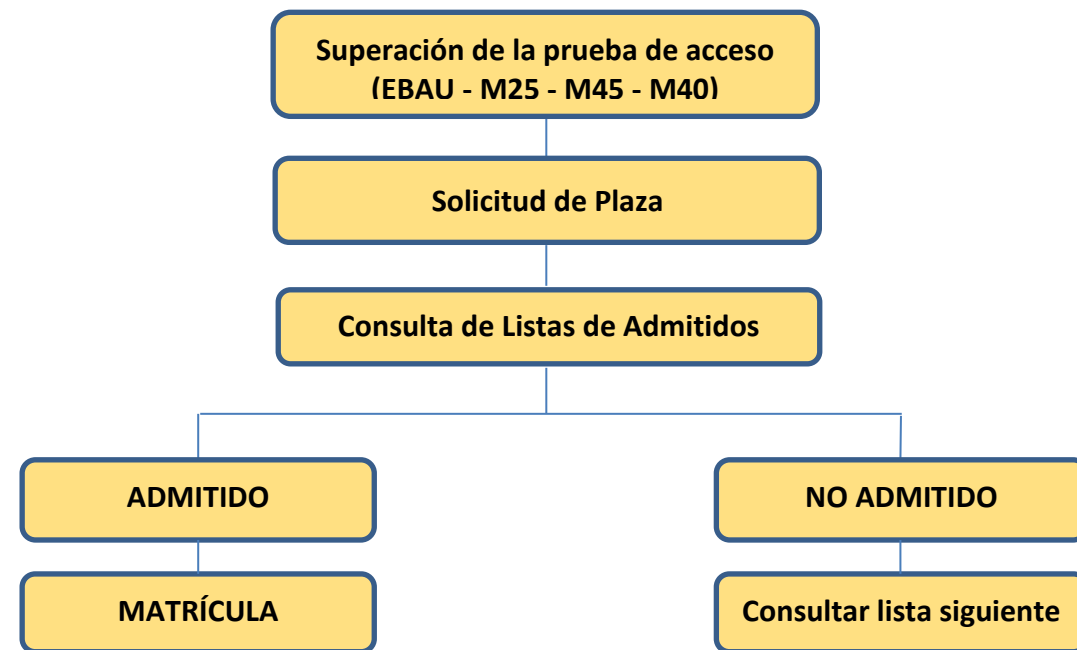 Superación de la prueba de acceso
(EBAU - M25 - M45 - M40)
Solicitud de Plaza
Consulta de Listas de Admitidos
ADMITIDO
NO ADMITIDO
MATRÍCULA
Consultar lista siguiente